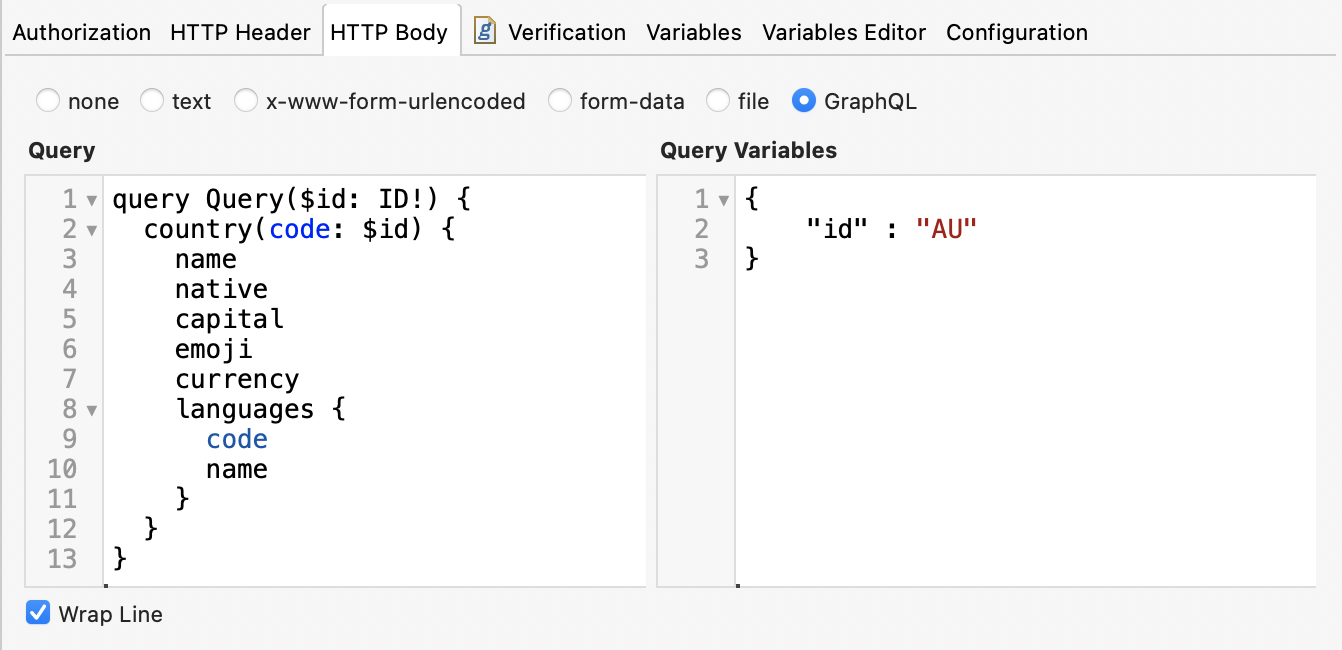 Authorization HTTP Header HTTP Body g Verification Variables Variables Editor Configuration
none text x-www-form-urlencoded form-data file GraphQL
Query
1 query Query($id: ID!) {
2   country(code: $id) {
3     name
4     native
5     capital
6     emoji
7     currency
8     languages {
9       code
10       name
11     }
12   }
13 }
Wrap Line
Query Variables
1 {
2     "id" : "AU"
3 }